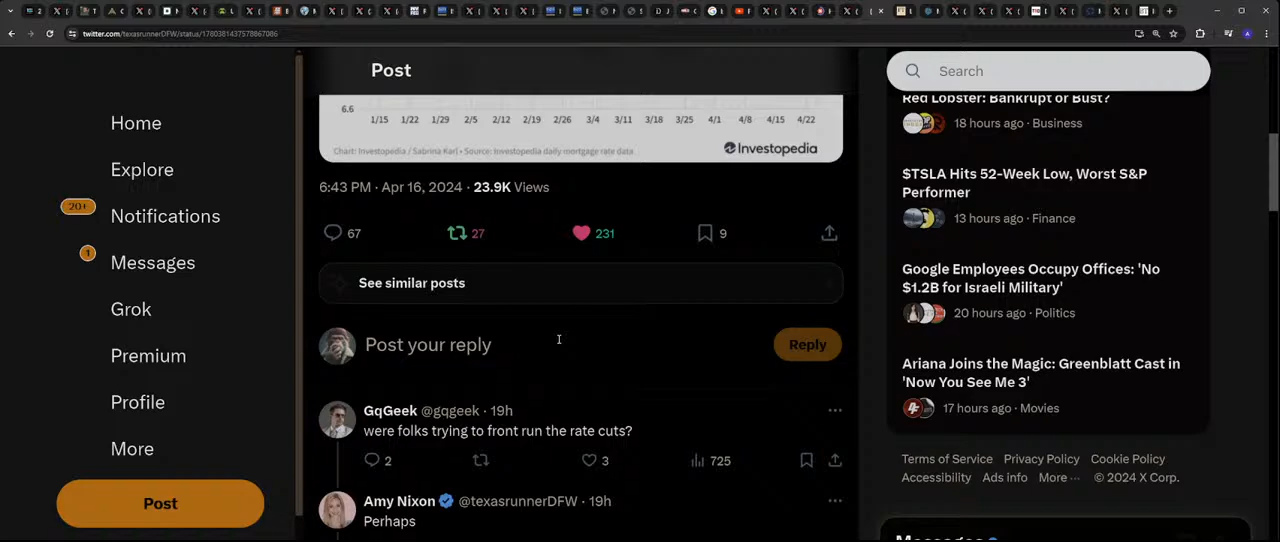 twitter.com/texasrunnerDFW/status/1780381437578867086
Home
Explore
20+
Notifications
1
Messages
Grok
Premium
Profile
More
Post
Post
6.6
1/15 1/22 1/29 2/5 2/12 2/19 2/26 3/4 3/11 3/18 3/25 4/1 4/8 4/15 4/22
Chart: Investopedia / Sabrina Karl • Source: Investopedia daily mortgage rate data
Investopedia
6:43 PM · Apr 16, 2024 · 23.9K Views
67 27 231 9
See similar posts
Post your reply
Reply
GqGeek @gqgeek · 19h
were folks trying to front run the rate cuts?
2 3 725
Amy Nixon @texasrunnerDFW · 19h
Perhaps
Search
Red Lobster: Bankrupt or Bust?
18 hours ago · Business
$TSLA Hits 52-Week Low, Worst S&P
Performer
13 hours ago · Finance
Google Employees Occupy Offices: 'No
$1.2B for Israeli Military'
20 hours ago · Politics
Ariana Joins the Magic: Greenblatt Cast in
'Now You See Me 3'
17 hours ago · Movies
Terms of Service Privacy Policy Cookie Policy
Accessibility Ads info More ··· © 2024 X Corp.
Messages